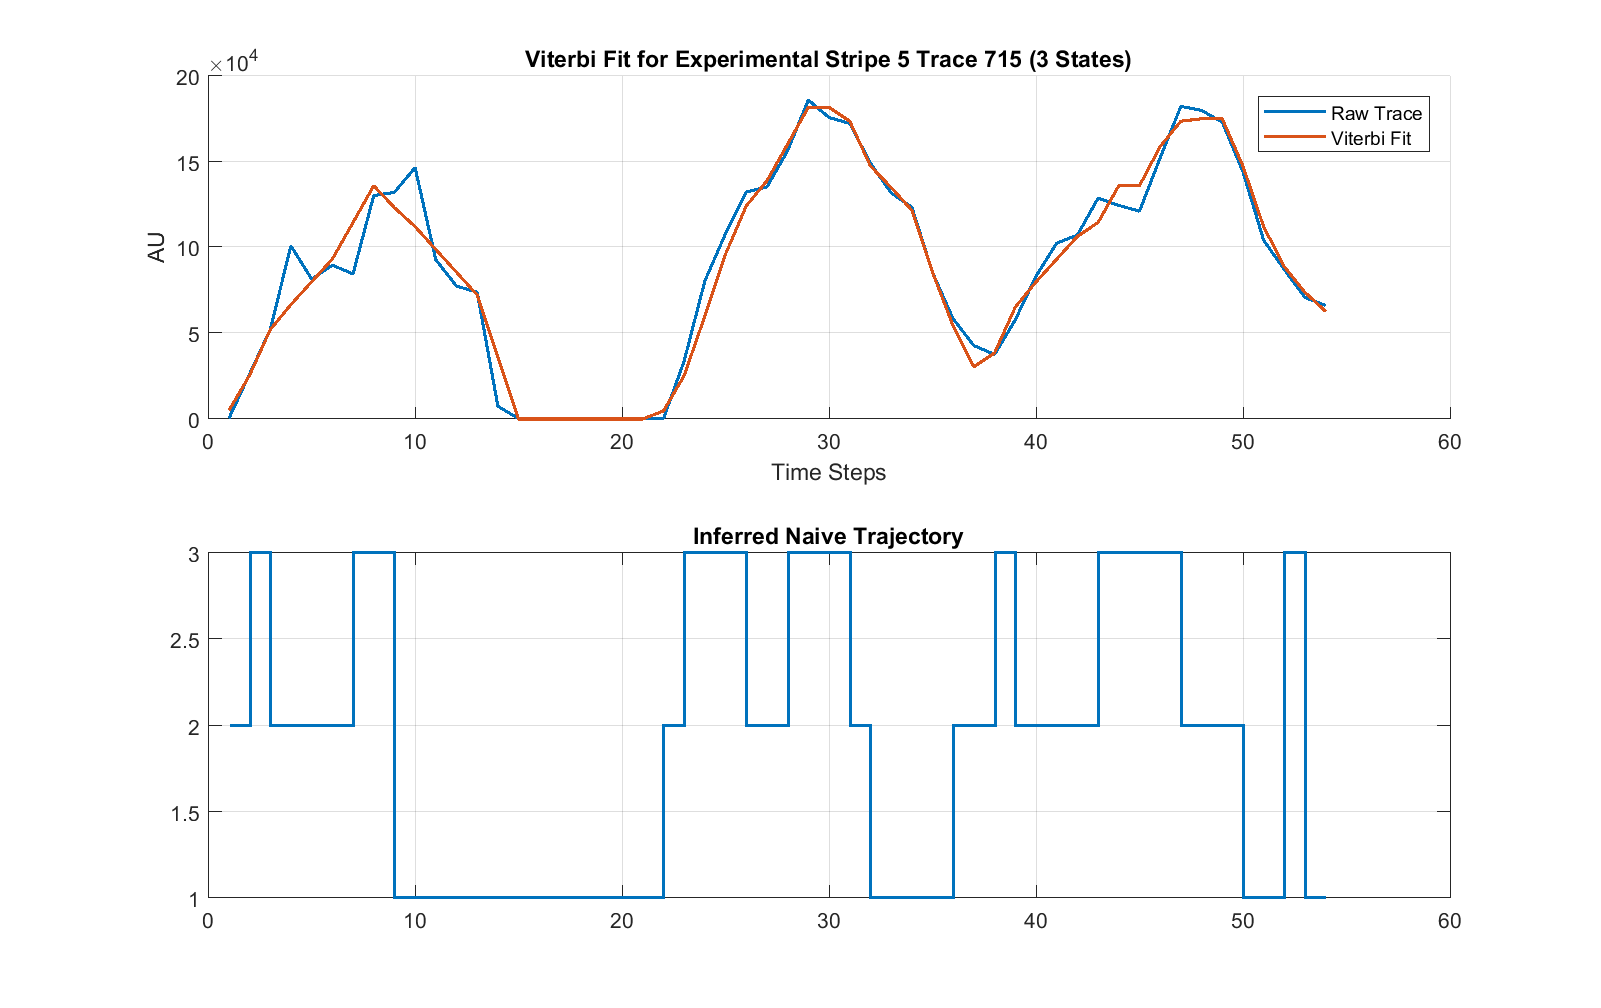 Viterbi Fit for Experimental Stripe 5 Trace 715 (3 States)
×10^4
20
15
10
5
0
AU
Raw Trace
Viterbi Fit
0 10 20 30 40 50 60
Time Steps
Inferred Naive Trajectory
3
2.5
2
1.5
1
0 10 20 30 40 50 60